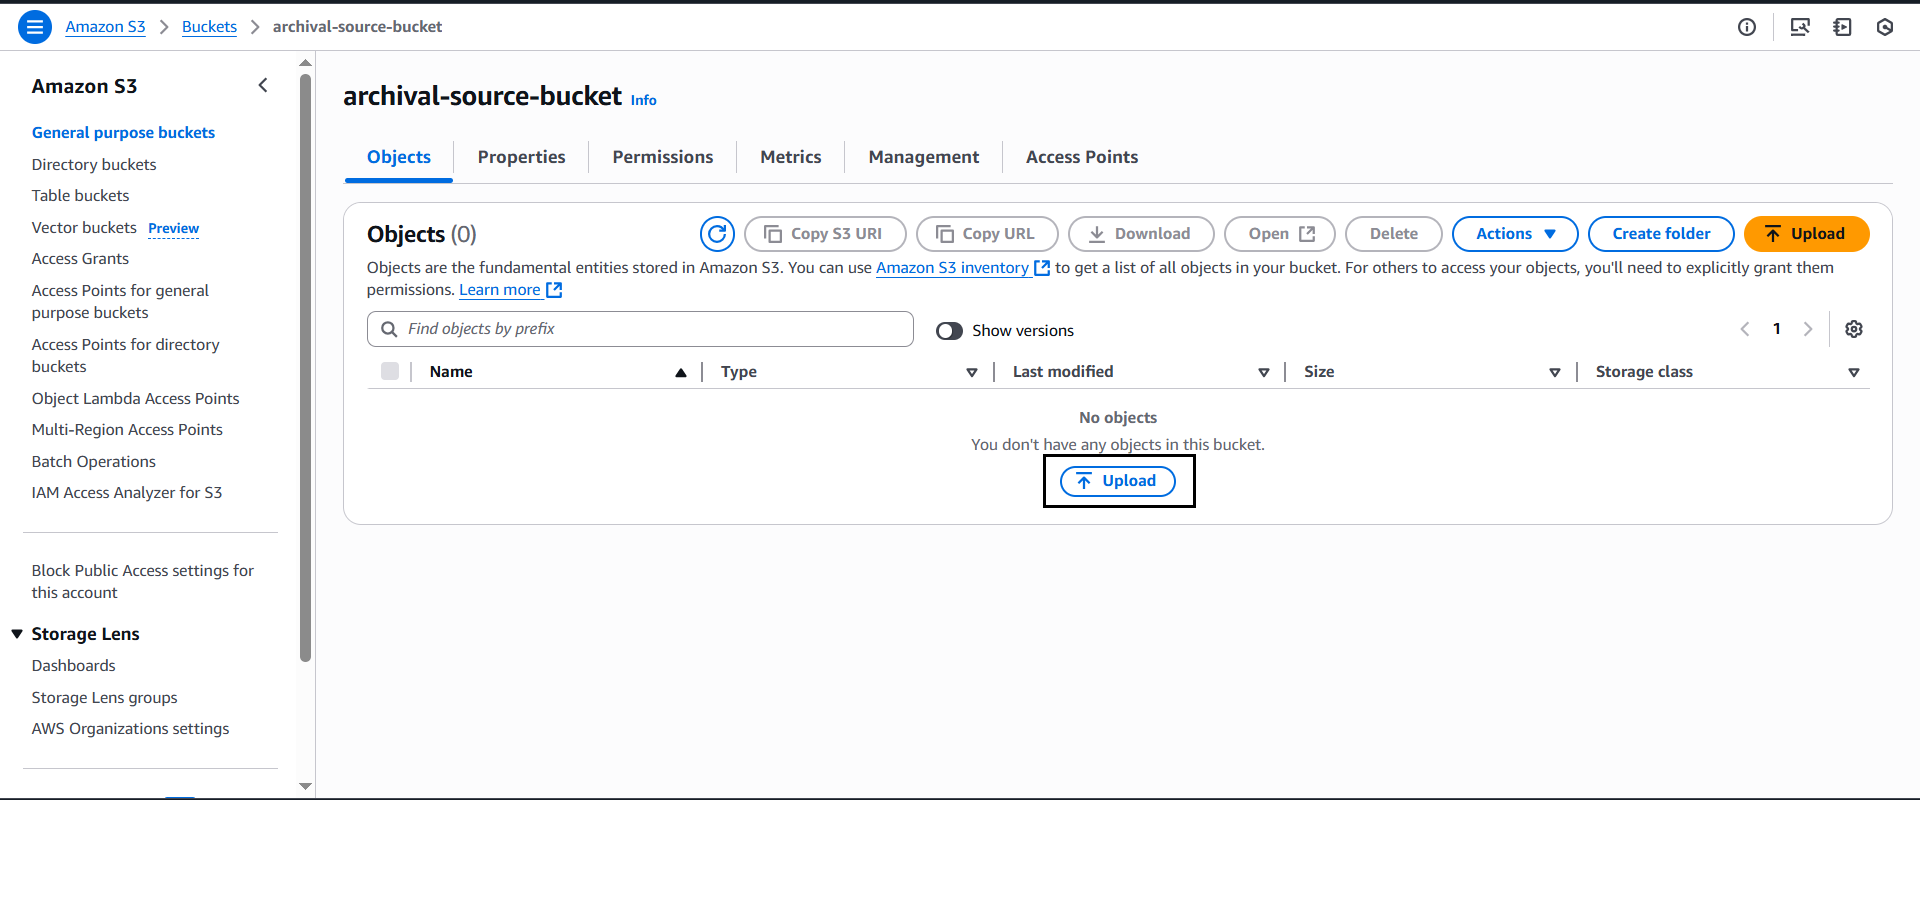 Amazon S3 > Buckets > archival-source-bucket
Amazon S3
General purpose buckets
Directory buckets
Table buckets
Vector buckets Preview
Access Grants
Access Points for general
purpose buckets
Access Points for directory
buckets
Object Lambda Access Points
Multi-Region Access Points
Batch Operations
IAM Access Analyzer for S3
Block Public Access settings for
this account
Storage Lens
Dashboards
Storage Lens groups
AWS Organizations settings
archival-source-bucket Info
Objects Properties Permissions Metrics Management Access Points
Objects (0) Copy S3 URI Copy URL Download Open Delete Actions Create folder Upload
Objects are the fundamental entities stored in Amazon S3. You can use Amazon S3 inventory to get a list of all objects in your bucket. For others to access your objects, you'll need to explicitly grant them
permissions. Learn more
Find objects by prefix Show versions 1
Name Type Last modified Size Storage class
No objects
You don't have any objects in this bucket.
Upload